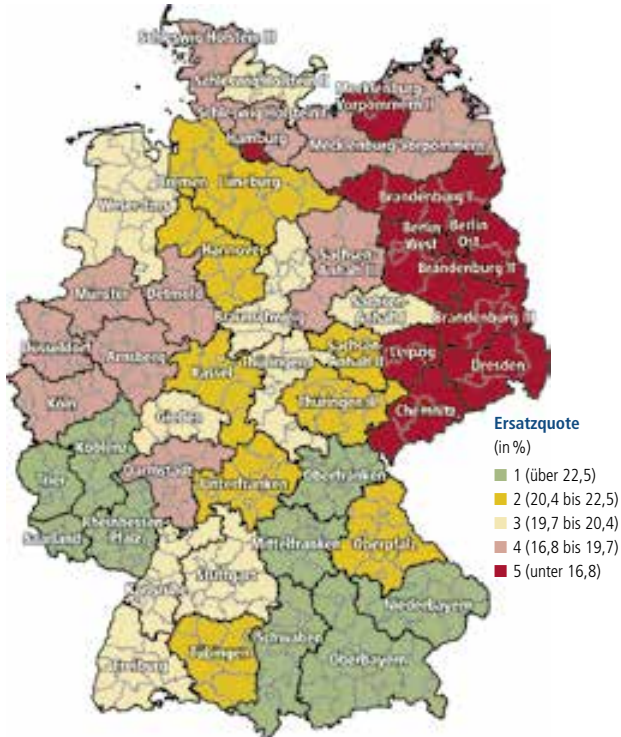 Schleswig Holstein III
Schleswig Holstein II
Mecklenburg
Vorpommern II
Schleswig Holstein I
Hamburg
Mecklenburg Vorpommern
Bremen
Lüneburg
Weser-Ems
Brandenburg I
Berlin
West
Berlin
Ost
Hannover
Sachsen
Anhalt III
Brandenburg II
Münster
Detmold
Braunschweig
Sachsen
Anhalt I
Brandenburg III
Düsseldorf
Arnsberg
Kassel
Thüringen I
Sachsen
Anhalt II
Leipzig
Dresden
Köln
Gießen
Thüringen II
Chemnitz
Koblenz
Trier
Darmstadt
Unterfranken
Oberfranken
Saarland
Rheinhessen-
Pfalz
Mittelfranken
Oberpfalz
Karlsruhe
Stuttgart
Niederbayern
Freiburg
Tübingen
Schwaben
Oberbayern
Ersatzquote
(in %)
1 (über 22,5)
2 (20,4 bis 22,5)
3 (19,7 bis 20,4)
4 (16,8 bis 19,7)
5 (unter 16,8)